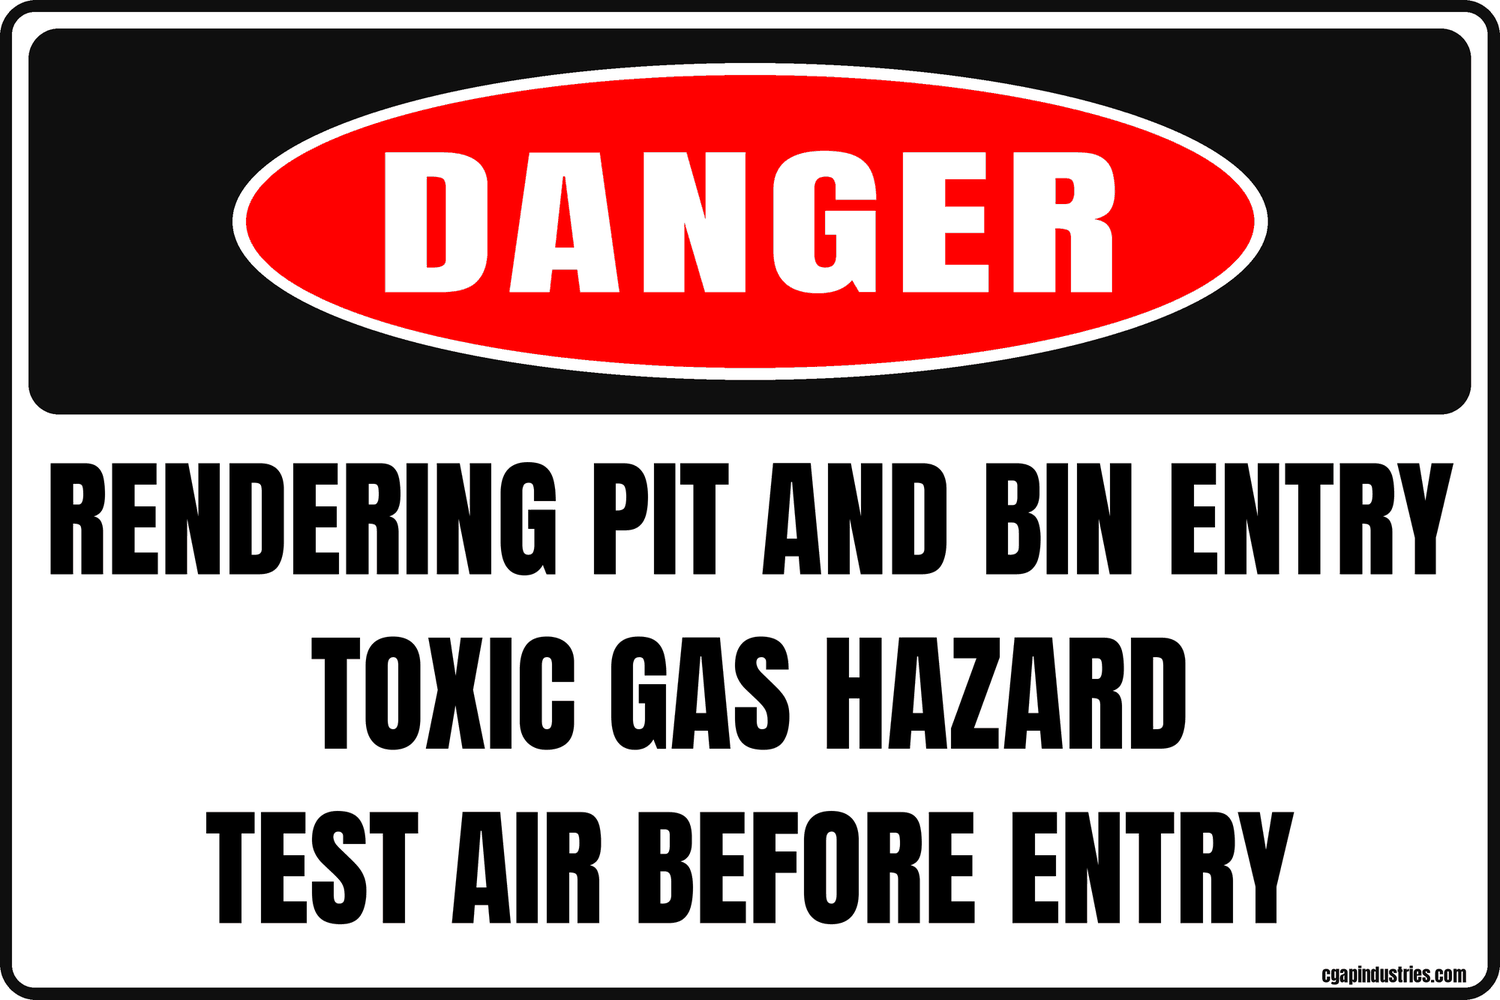 DANGER
RENDERING PIT AND BIN ENTRY
TOXIC GAS HAZARD
TEST AIR BEFORE ENTRY
cgapindustries.com